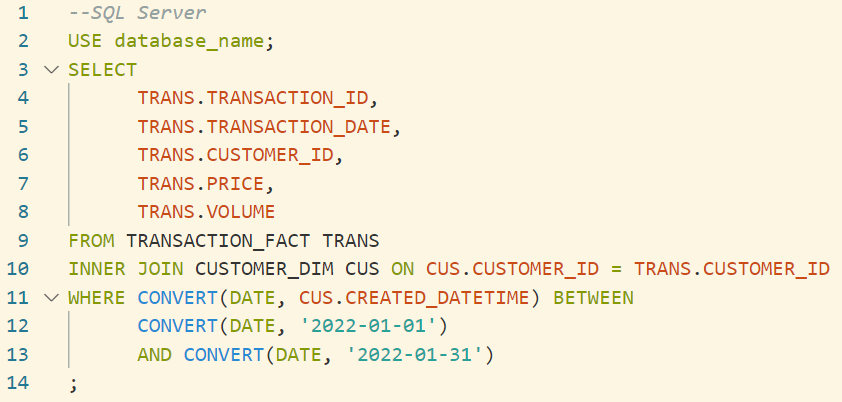 1 --SQL Server
2 USE database_name;
3 SELECT
4 TRANS.TRANSACTION_ID,
5 TRANS.TRANSACTION_DATE,
6 TRANS.CUSTOMER_ID,
7 TRANS.PRICE,
8 TRANS.VOLUME
9 FROM TRANSACTION_FACT TRANS
10 INNER JOIN CUSTOMER_DIM CUS ON CUS.CUSTOMER_ID = TRANS.CUSTOMER_ID
11 WHERE CONVERT(DATE, CUS.CREATED_DATETIME) BETWEEN
12 CONVERT(DATE, '2022-01-01')
13 AND CONVERT(DATE, '2022-01-31')
14 ;